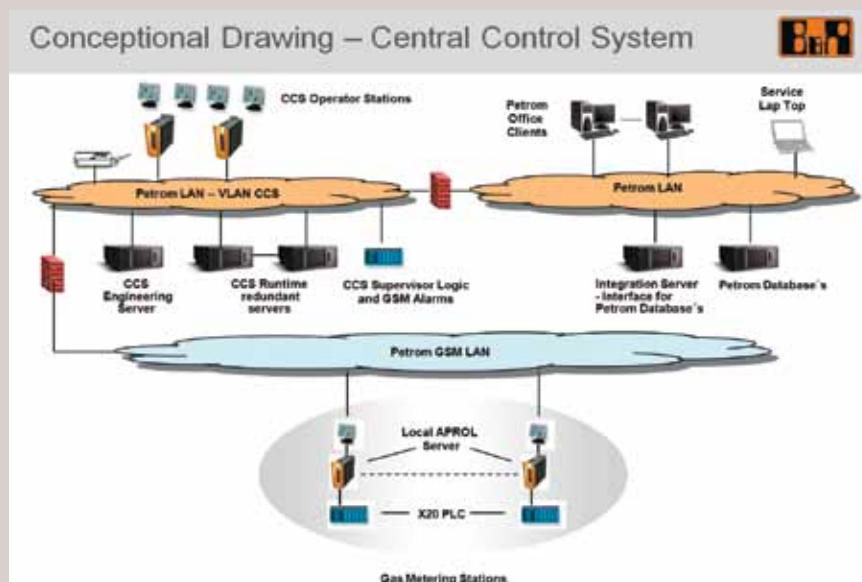 Conceptional Drawing – Central Control System
B&R
CCS Operator Stations
Petrom
Office
Clients
Service
Lap Top
Petrom LAN – VLAN CCS
Petrom LAN
CCS
Engineering
Server
CCS Runtime
redundant
servers
CCS Supervisor Logic
and GSM Alarms
Integration Server
- Interface for
Petrom Database´s
Petrom Database´s
Petrom GSM LAN
Local APROL
Server
X20 PLC
Gas Metering Stations